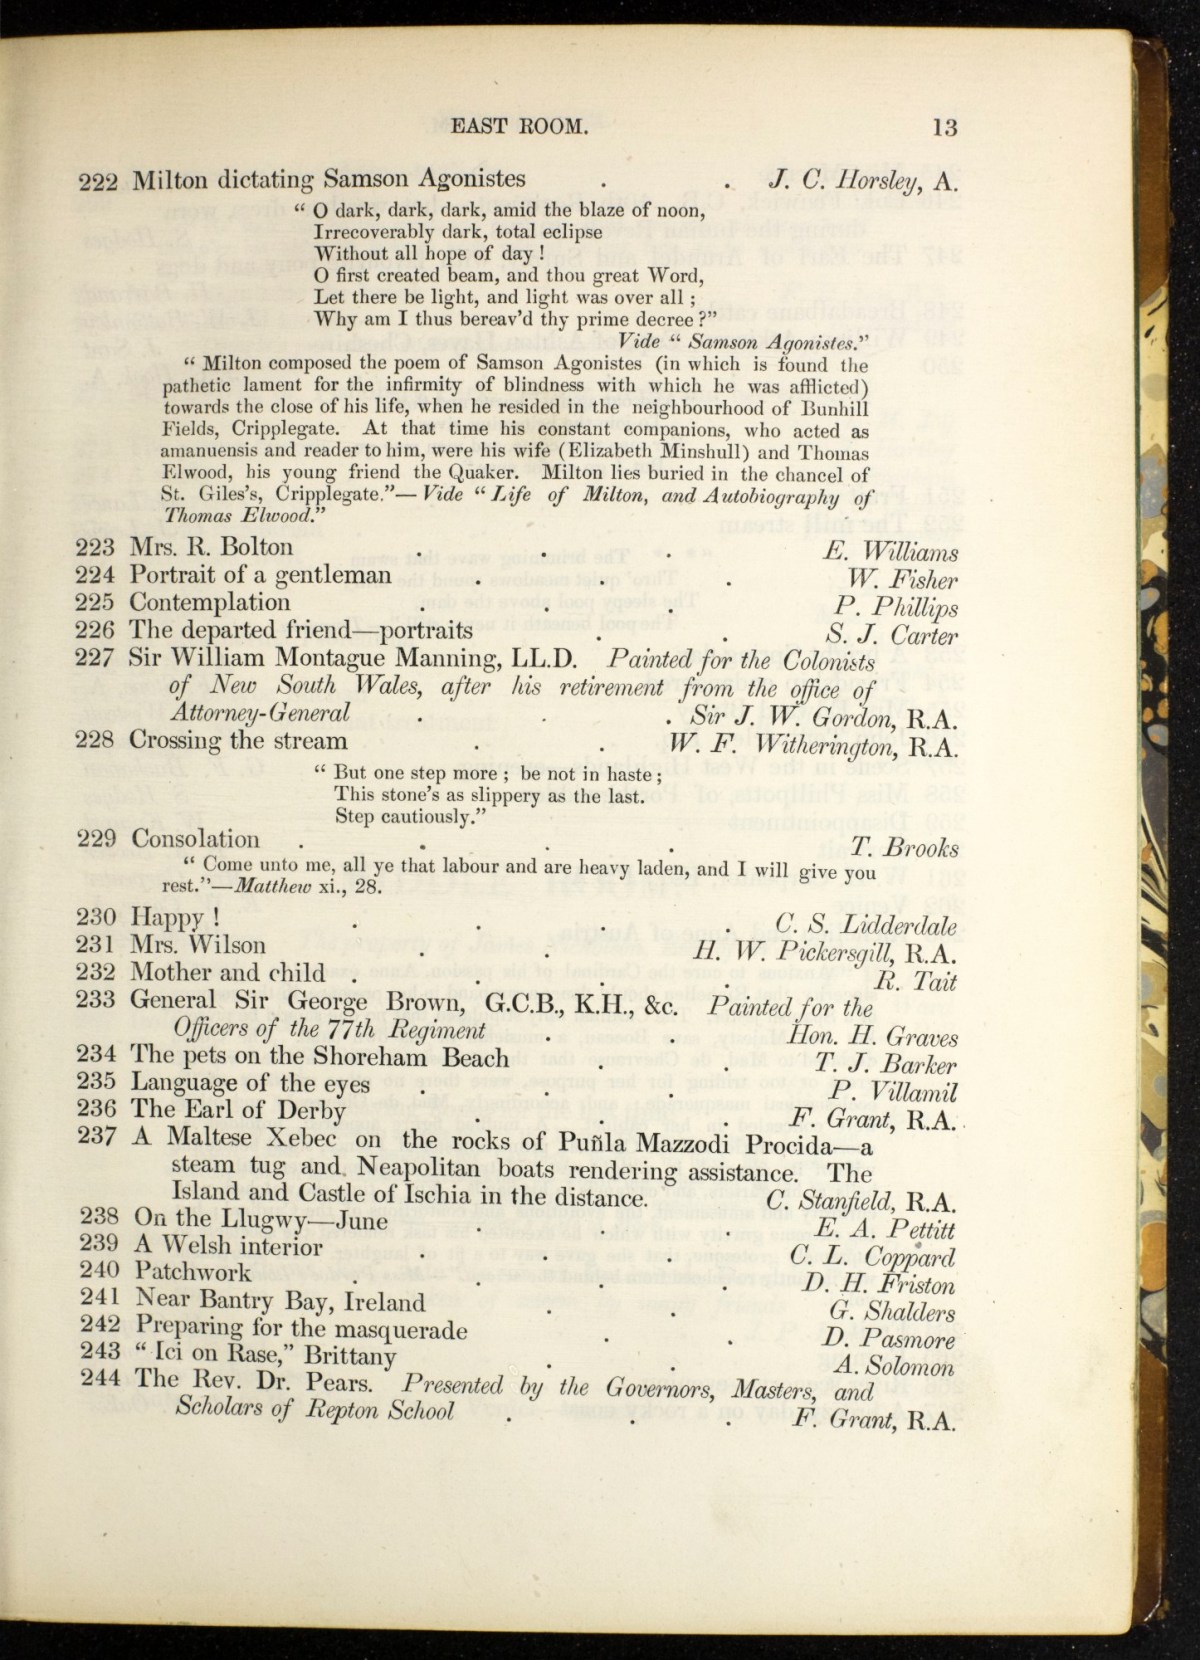 EAST ROOM. 13
222 Milton dictating Samson Agonistes . . J. C. Horsley, A.
“ O dark, dark, dark, amid the blaze of noon,
Irrecoverably dark, total eclipse
Without all hope of day !
O first created beam, and thou great Word,
Let there be light, and light was over all ;
Why am I thus bereav’d thy prime decree ?”
Vide “ Samson Agonistes.”
“ Milton composed the poem of Samson Agonistes (in which is found the
pathetic lament for the infirmity of blindness with which he was afflicted)
towards the close of his life, when he resided in the neighbourhood of Bunhill
Fields, Cripplegate. At that time his constant companions, who acted as
amanuensis and reader to him, were his wife (Elizabeth Minshull) and Thomas
Elwood, his young friend the Quaker. Milton lies buried in the chancel of
St. Giles’s, Cripplegate.”—Vide “ Life of Milton, and Autobiography of
Thomas Elwood.”
223 Mrs. R. Bolton . . . E. Williams
224 Portrait of a gentleman . . . W. Fisher
225 Contemplation . . . P. Phillips
226 The departed friend—portraits . . S. J. Carter
227 Sir William Montague Manning, LL.D. Painted for the Colonists
of New South Wales, after his retirement from the office of
Attorney-General . . . Sir J. W. Gordon, R.A.
228 Crossing the stream . . W. F. Witherington, R.A.
“ But one step more ; be not in haste ;
This stone’s as slippery as the last.
Step cautiously.”
229 Consolation . . . . T. Brooks
“ Come unto me, all ye that labour and are heavy laden, and I will give you
rest.”—Matthew xi., 28.
230 Happy ! . . . . C. S. Lidderdale
231 Mrs. Wilson . . . H. W. Pickersgill, R.A.
232 Mother and child . . . . R. Tait
233 General Sir George Brown, G.C.B., K.H., &c. Painted for the
Officers of the 77th Regiment . . Hon. H. Graves
234 The pets on the Shoreham Beach . . T. J. Barker
235 Language of the eyes . . . P. Villamil
236 The Earl of Derby . . . F. Grant, R.A.
237 A Maltese Xebec on the rocks of Puñla Mazzodi Procida—a
steam tug and Neapolitan boats rendering assistance. The
Island and Castle of Ischia in the distance. C. Stanfield, R.A.
238 On the Llugwy—June . . . E. A. Pettitt
239 A Welsh interior . . . C. L. Coppard
240 Patchwork . . . . D. H. Friston
241 Near Bantry Bay, Ireland . . G. Shalders
242 Preparing for the masquerade . . D. Pasmore
243 “ Ici on Rase,” Brittany . . A. Solomon
244 The Rev. Dr. Pears. Presented by the Governors, Masters, and
Scholars of Repton School . . . F. Grant, R.A.